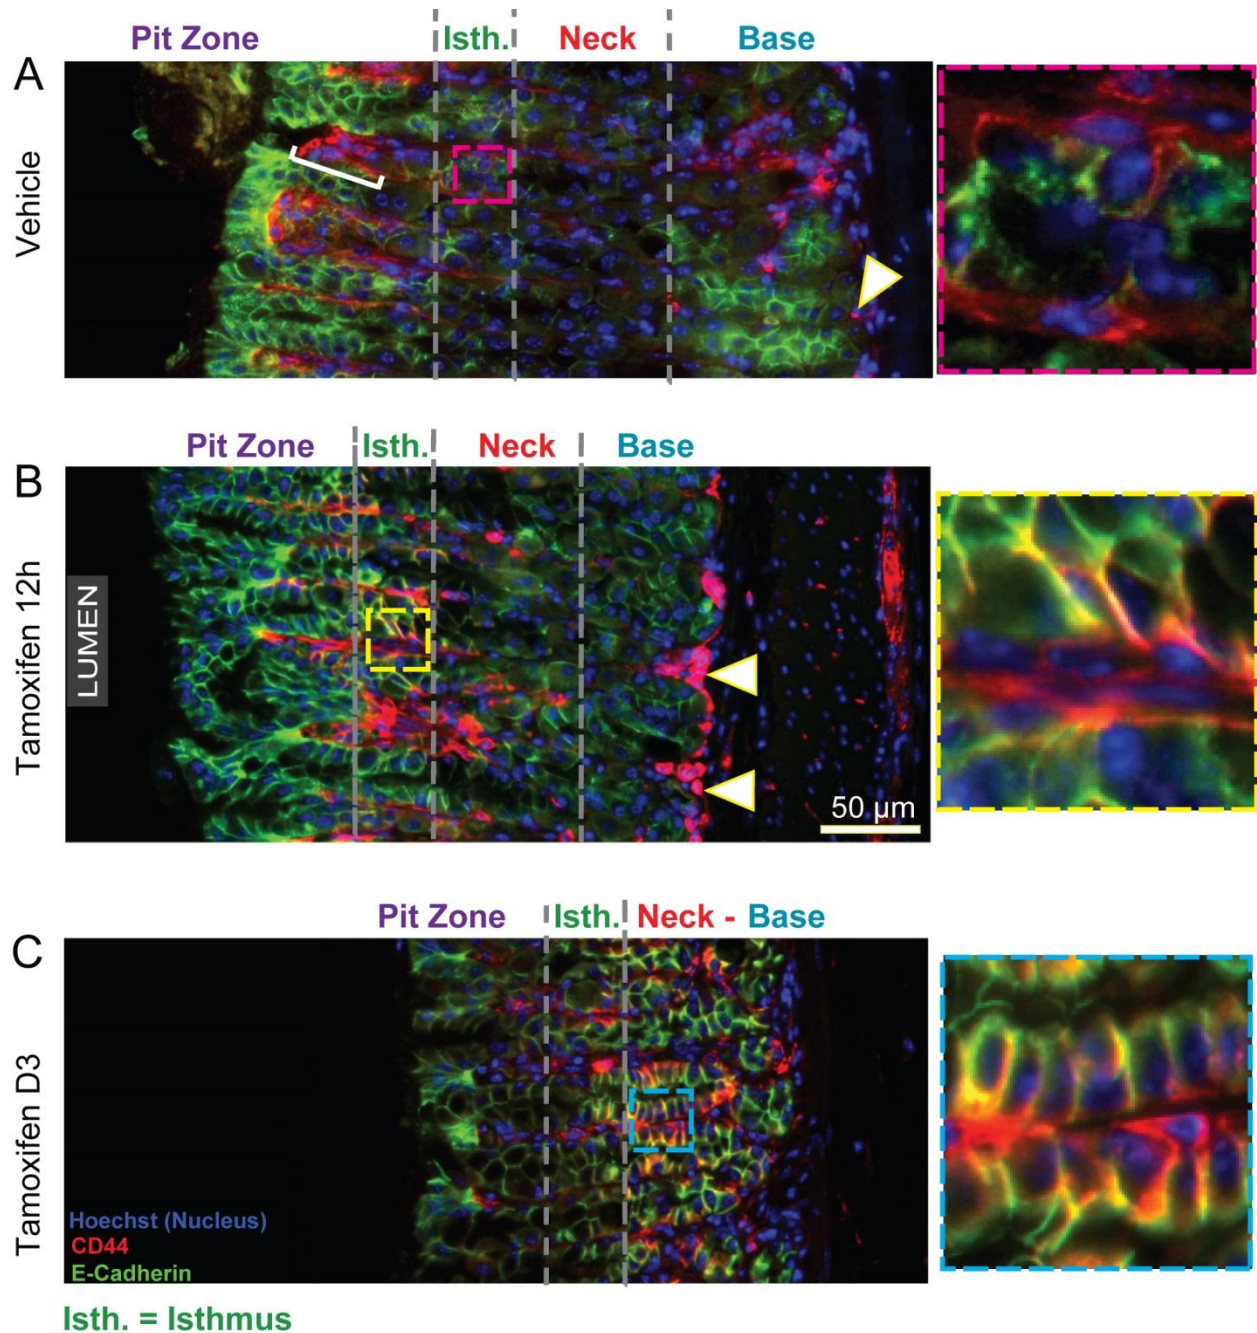 Pit Zone Isth. Neck Base
A
Vehicle
Pit Zone Isth. Neck Base
B
Tamoxifen 12h
LUMEN
50 µm
Pit Zone Isth. Neck - Base
C
Tamoxifen D3
Hoechst (Nucleus)
CD44
E-Cadherin
Isth. = Isthmus